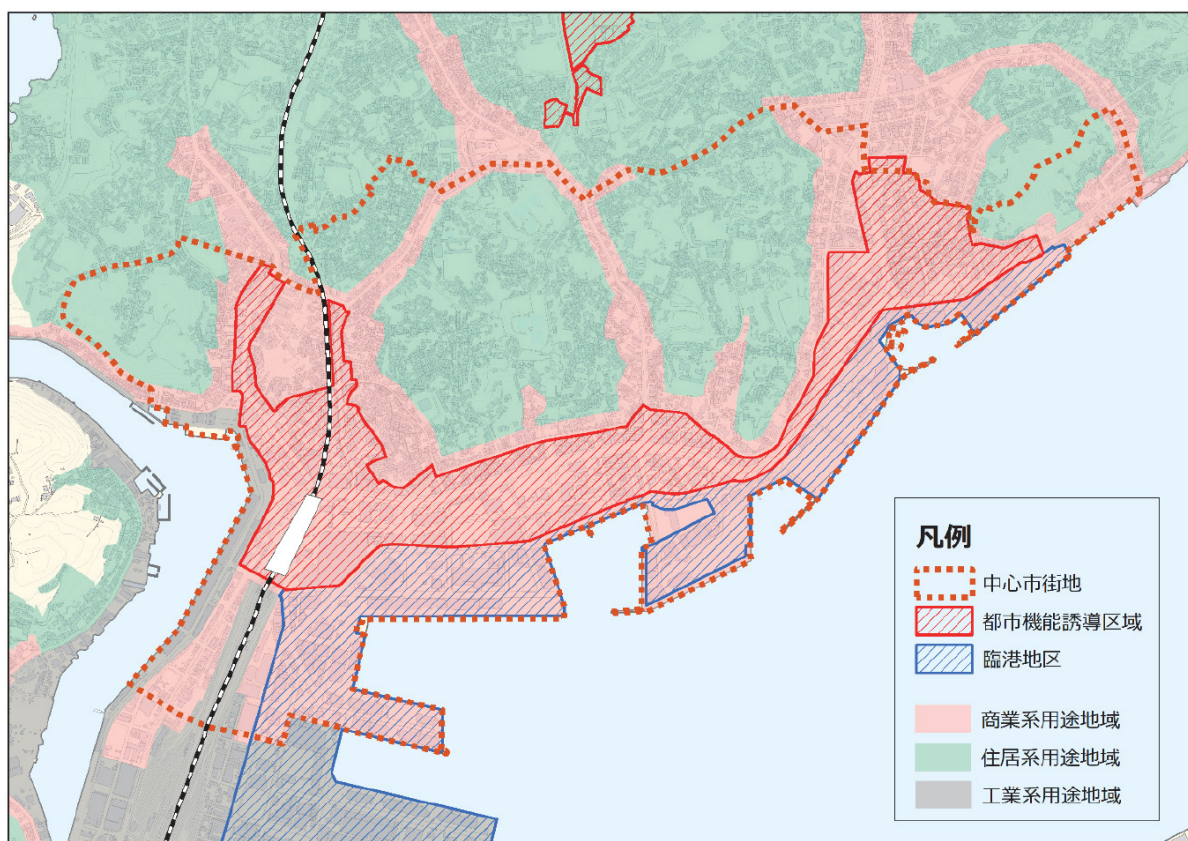 凡例
中心市街地
都市機能誘導区域
臨港地区
商業系用途地域
住居系用途地域
工業系用途地域